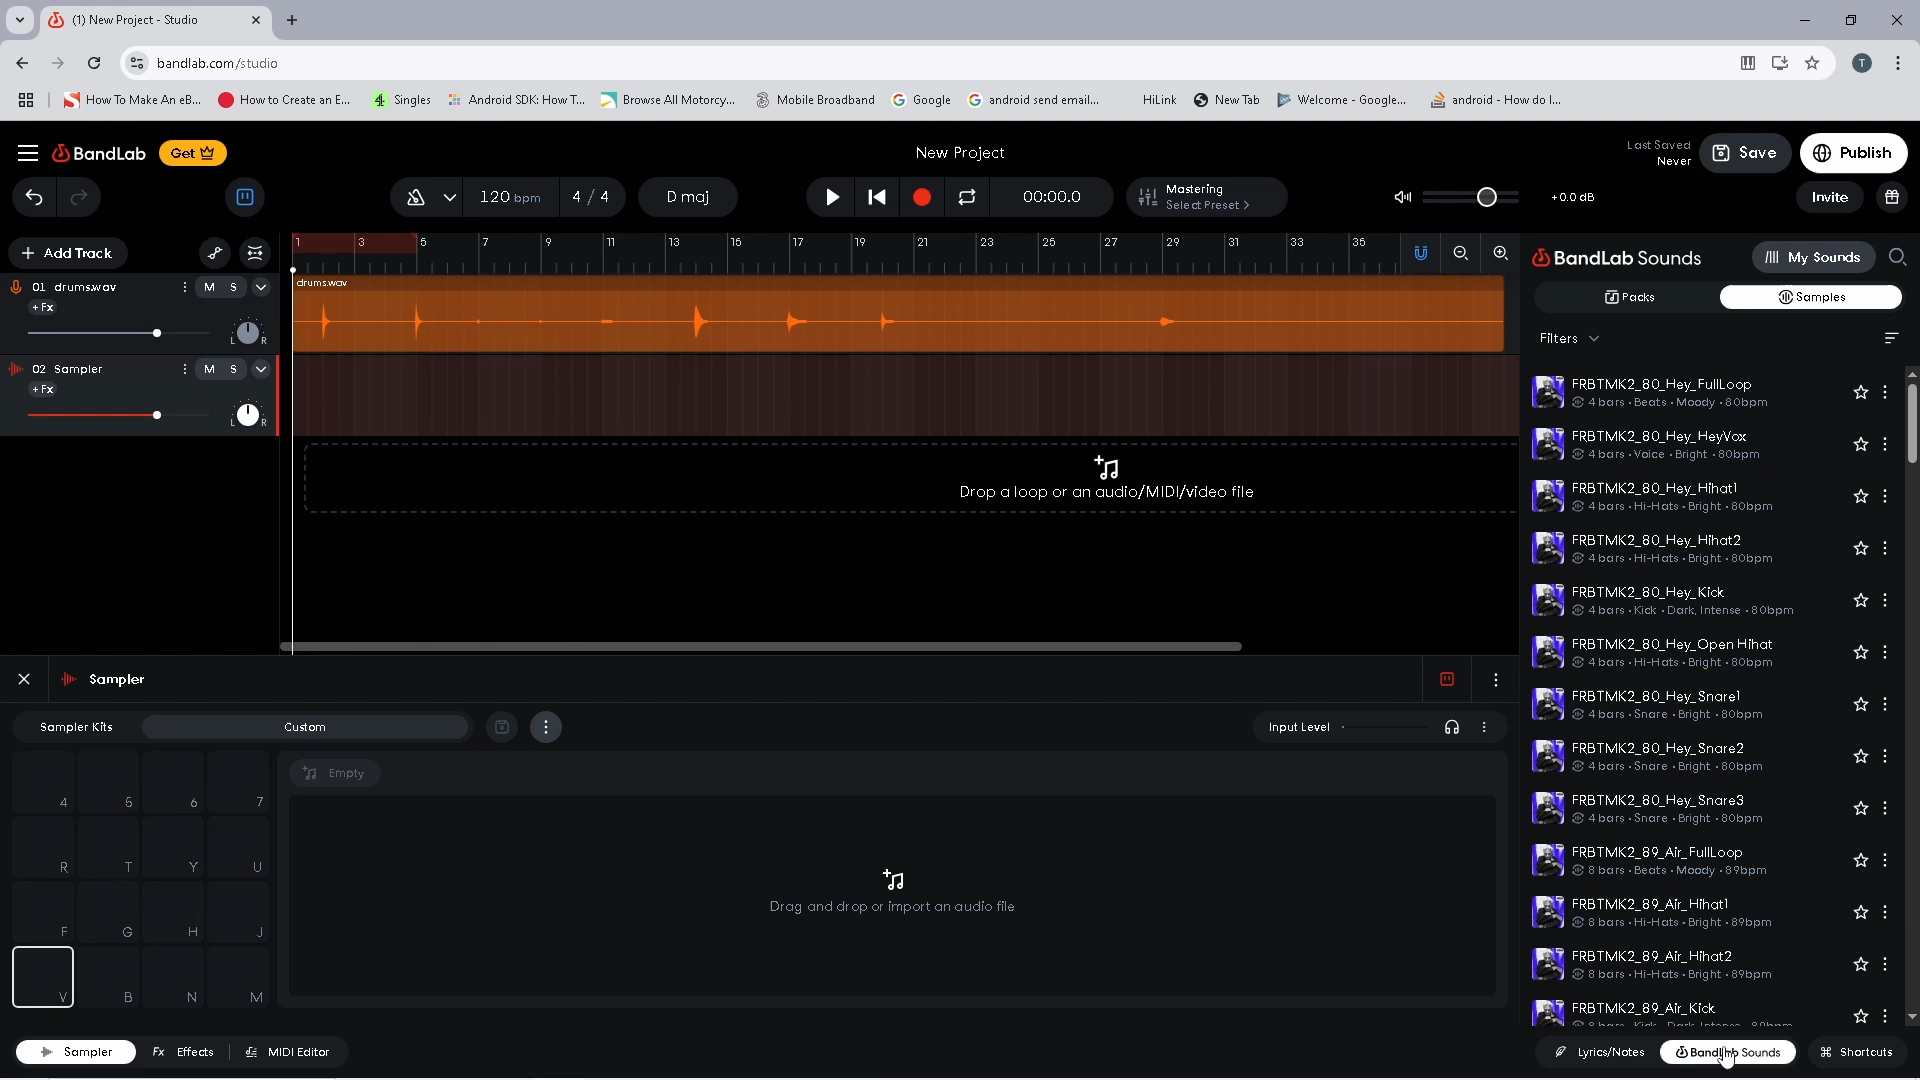 (1) New Project - Studio
bandlab.com/studio
T
How To Make An eB...
How to Create an E...
Singles
Android SDK: How T...
Browse All Motorcy...
Mobile Broadband
Google
android send email...
HiLink
New Tab
Welcome - Google...
android - How do I...
BandLab
Get
New Project
Last Saved
Never
Save
Publish
120 bpm
4 / 4
D maj
00:00.0
Mastering
Select Preset >
+0.0 dB
Invite
+ Add Track
1 3 5 7 9 11 13 15 17 19 21 23 25 27 29 31 33 35
BandLab Sounds
My Sounds
01 drums.wav
M S
+ Fx
L R
drums.wav
Packs
Samples
Filters
02 Sampler
M S
+ Fx
L R
Drop a loop or an audio/MIDI/video file
FRBTMK2_80_Hey_FullLoop
4 bars • Beats • Moody • 80bpm
FRBTMK2_80_Hey_HeyVox
4 bars • Voice • Bright • 80bpm
FRBTMK2_80_Hey_Hihat1
4 bars • Hi-Hats • Bright • 80bpm
FRBTMK2_80_Hey_Hihat2
4 bars • Hi-Hats • Bright • 80bpm
FRBTMK2_80_Hey_Kick
4 bars • Kick • Dark, Intense • 80bpm
FRBTMK2_80_Hey_Open Hihat
4 bars • Hi-Hats • Bright • 80bpm
FRBTMK2_80_Hey_Snare1
4 bars • Snare • Bright • 80bpm
FRBTMK2_80_Hey_Snare2
4 bars • Snare • Bright • 80bpm
FRBTMK2_80_Hey_Snare3
4 bars • Snare • Bright • 80bpm
FRBTMK2_89_Air_FullLoop
8 bars • Beats • Moody • 89bpm
FRBTMK2_89_Air_Hihat1
8 bars • Hi-Hats • Bright • 89bpm
FRBTMK2_89_Air_Hihat2
8 bars • Hi-Hats • Bright • 89bpm
FRBTMK2_89_Air_Kick
8 bars • Kick • Dark, Intense • 89bpm
Sampler
Sampler Kits
Custom
Input Level
Empty
4 5 6 7
R T Y U
F G H J
V B N M
Drag and drop or import an audio file
Sampler
Fx Effects
MIDI Editor
Lyrics/Notes
BandLab Sounds
Shortcuts